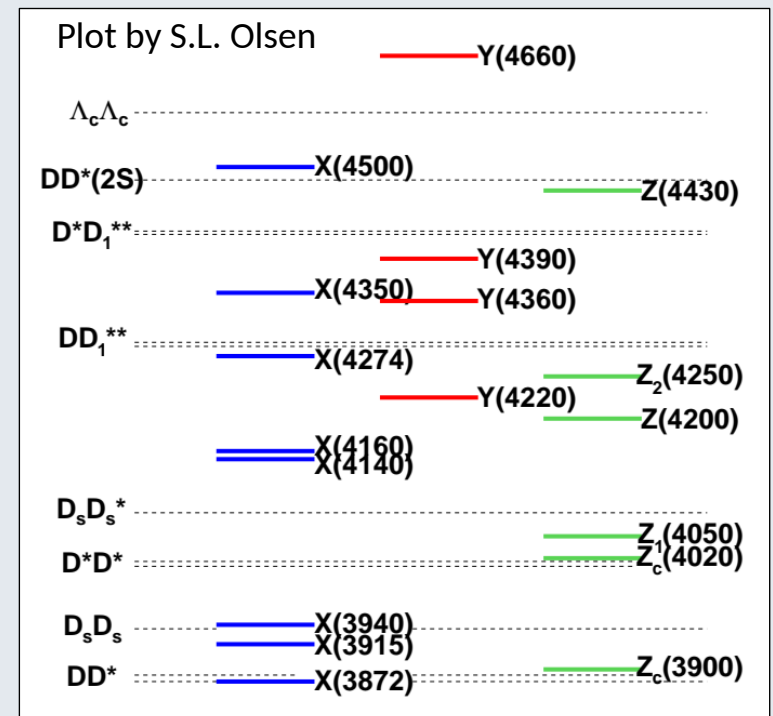 Plot by S.L. Olsen
Y(4660)
ΛcΛc
X(4500)
DD*(2S)
Z(4430)
D*D1**
Y(4390)
X(4350)
Y(4360)
DD1**
X(4274)
Z2(4250)
Y(4220)
Z(4200)
X(4160)
X(4140)
DsDs*
Z1(4050)
D*D*
Zc(4020)
DsDs
X(3940)
X(3915)
DD*
Zc(3900)
X(3872)